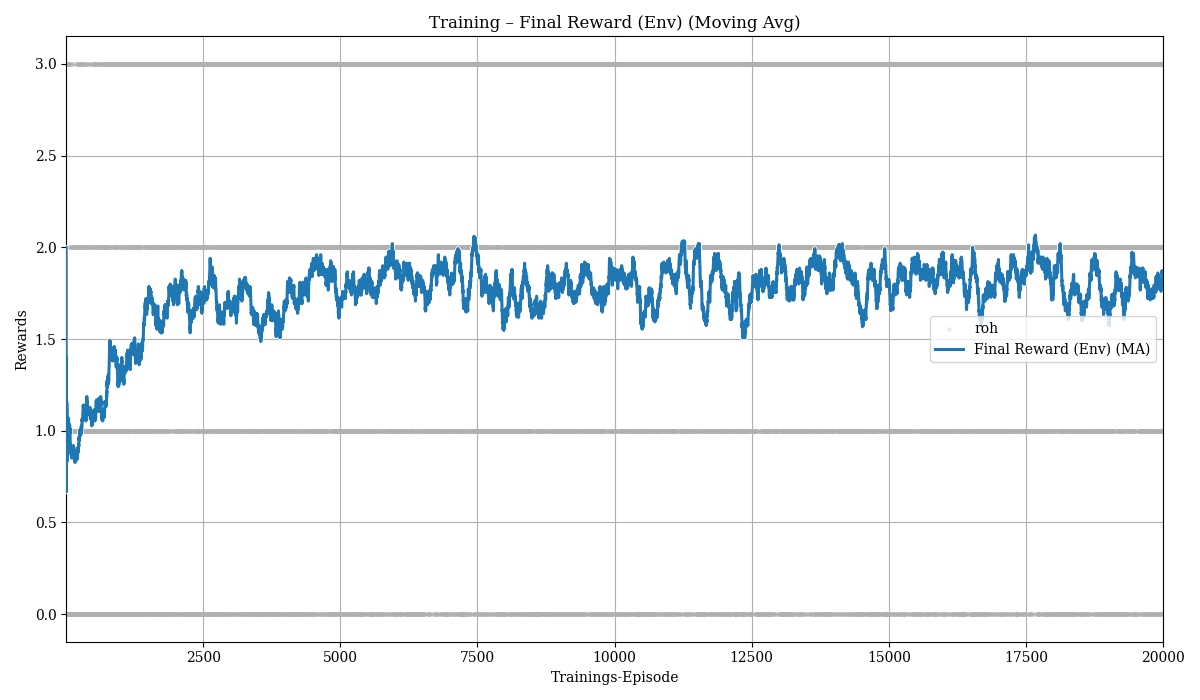 Training – Final Reward (Env) (Moving Avg)
3.0
2.5
2.0
1.5
1.0
0.5
0.0
Rewards
roh
Final Reward (Env) (MA)
2500 5000 7500 10000 12500 15000 17500 20000
Trainings-Episode